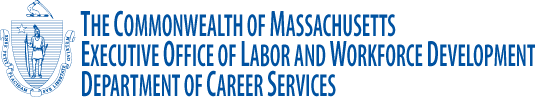 THE COMMONWEALTH OF MASSACHUSETTS
EXECUTIVE OFFICE OF LABOR AND WORKFORCE DEVELOPMENT
DEPARTMENT OF CAREER SERVICES